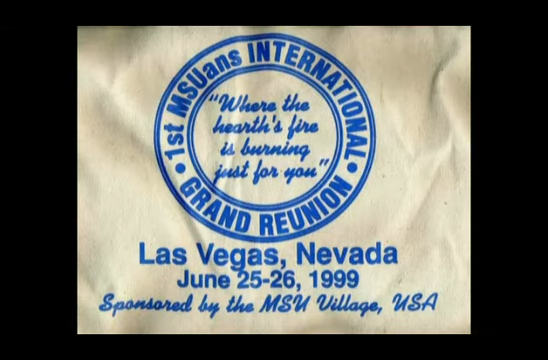 1st MSUans INTERNATIONAL
• GRAND REUNION •
"Where the
hearth's fire
is burning
just for you"
Las Vegas, Nevada
June 25-26, 1999
Sponsored by the MSU Village, USA